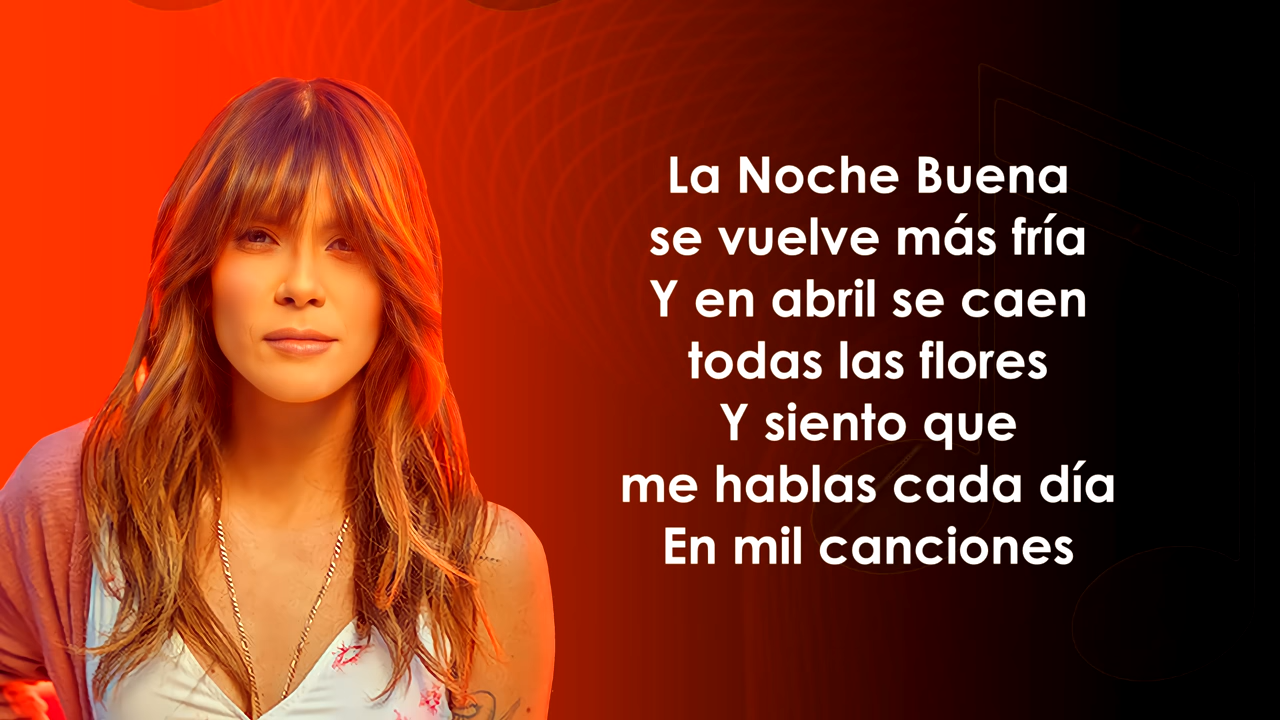 La Noche Buena
se vuelve más fría
Y en abril se caen
todas las flores
Y siento que
me hablas cada día
En mil canciones